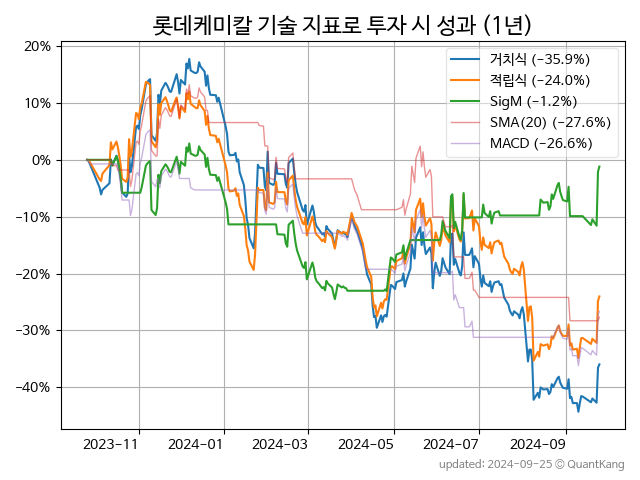 롯데케미칼 기술 지표로 투자 시 성과 (1년)
20%
10%
0%
−10%
−20%
−30%
−40%
거치식 (−35.9%)
적립식 (−24.0%)
SigM (−1.2%)
SMA(20) (−27.6%)
MACD (−26.6%)
2023-11
2024-01
2024-03
2024-05
2024-07
2024-09
updated: 2024-09-25 © QuantKang